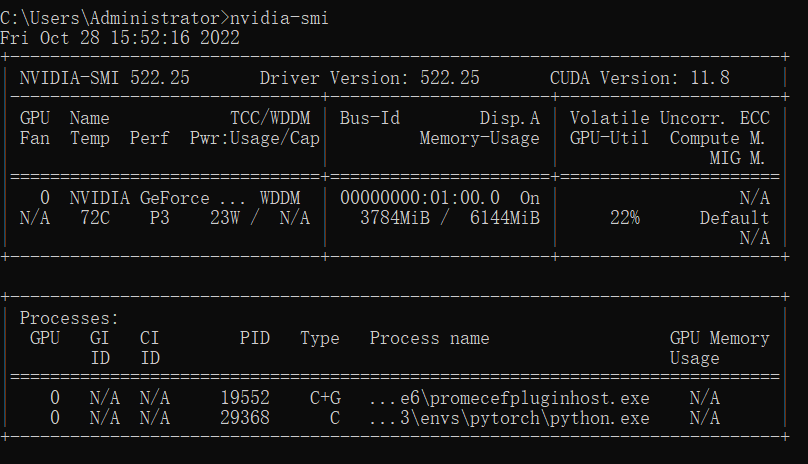 C:\Users\Administrator>nvidia-smi
Fri Oct 28 15:52:16 2022
NVIDIA-SMI 522.25 Driver Version: 522.25 CUDA Version: 11.8
GPU Name TCC/WDDM | Bus-Id Disp.A | Volatile Uncorr. ECC
Fan Temp Perf Pwr:Usage/Cap| Memory-Usage | GPU-Util Compute M.
MIG M.
0 NVIDIA GeForce ... WDDM | 00000000:01:00.0 On | N/A
N/A 72C P3 23W / N/A | 3784MiB / 6144MiB | 22% Default
N/A
Processes:
GPU GI CI PID Type Process name GPU Memory
ID ID Usage
0 N/A N/A 19552 C+G ...e6\promecefpluginhost.exe N/A
0 N/A N/A 29368 C ...3\envs\pytorch\python.exe N/A